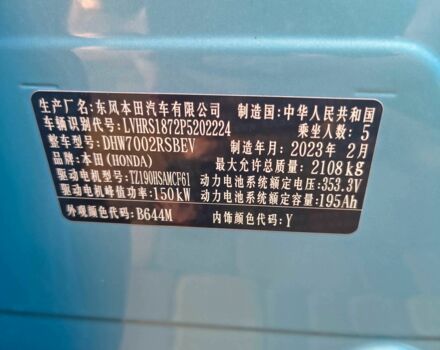 生产厂名:东风本田汽车有限公司 制造国:中华人民共和国
车辆识别代号:LVHRS1872P5202224 乘坐人数:5
整车型号:DHW7002RSBEV 制造年月:2023年2月
品牌:本田(HONDA) 最大允许总质量:2108kg
驱动电机型号:TZ190HSAMCF61 动力电池系统额定电压:353.3V
驱动电机峰值功率:150kW 动力电池系统额定容量:195Ah
外观颜色代码:B644M 内饰颜色代码:Y